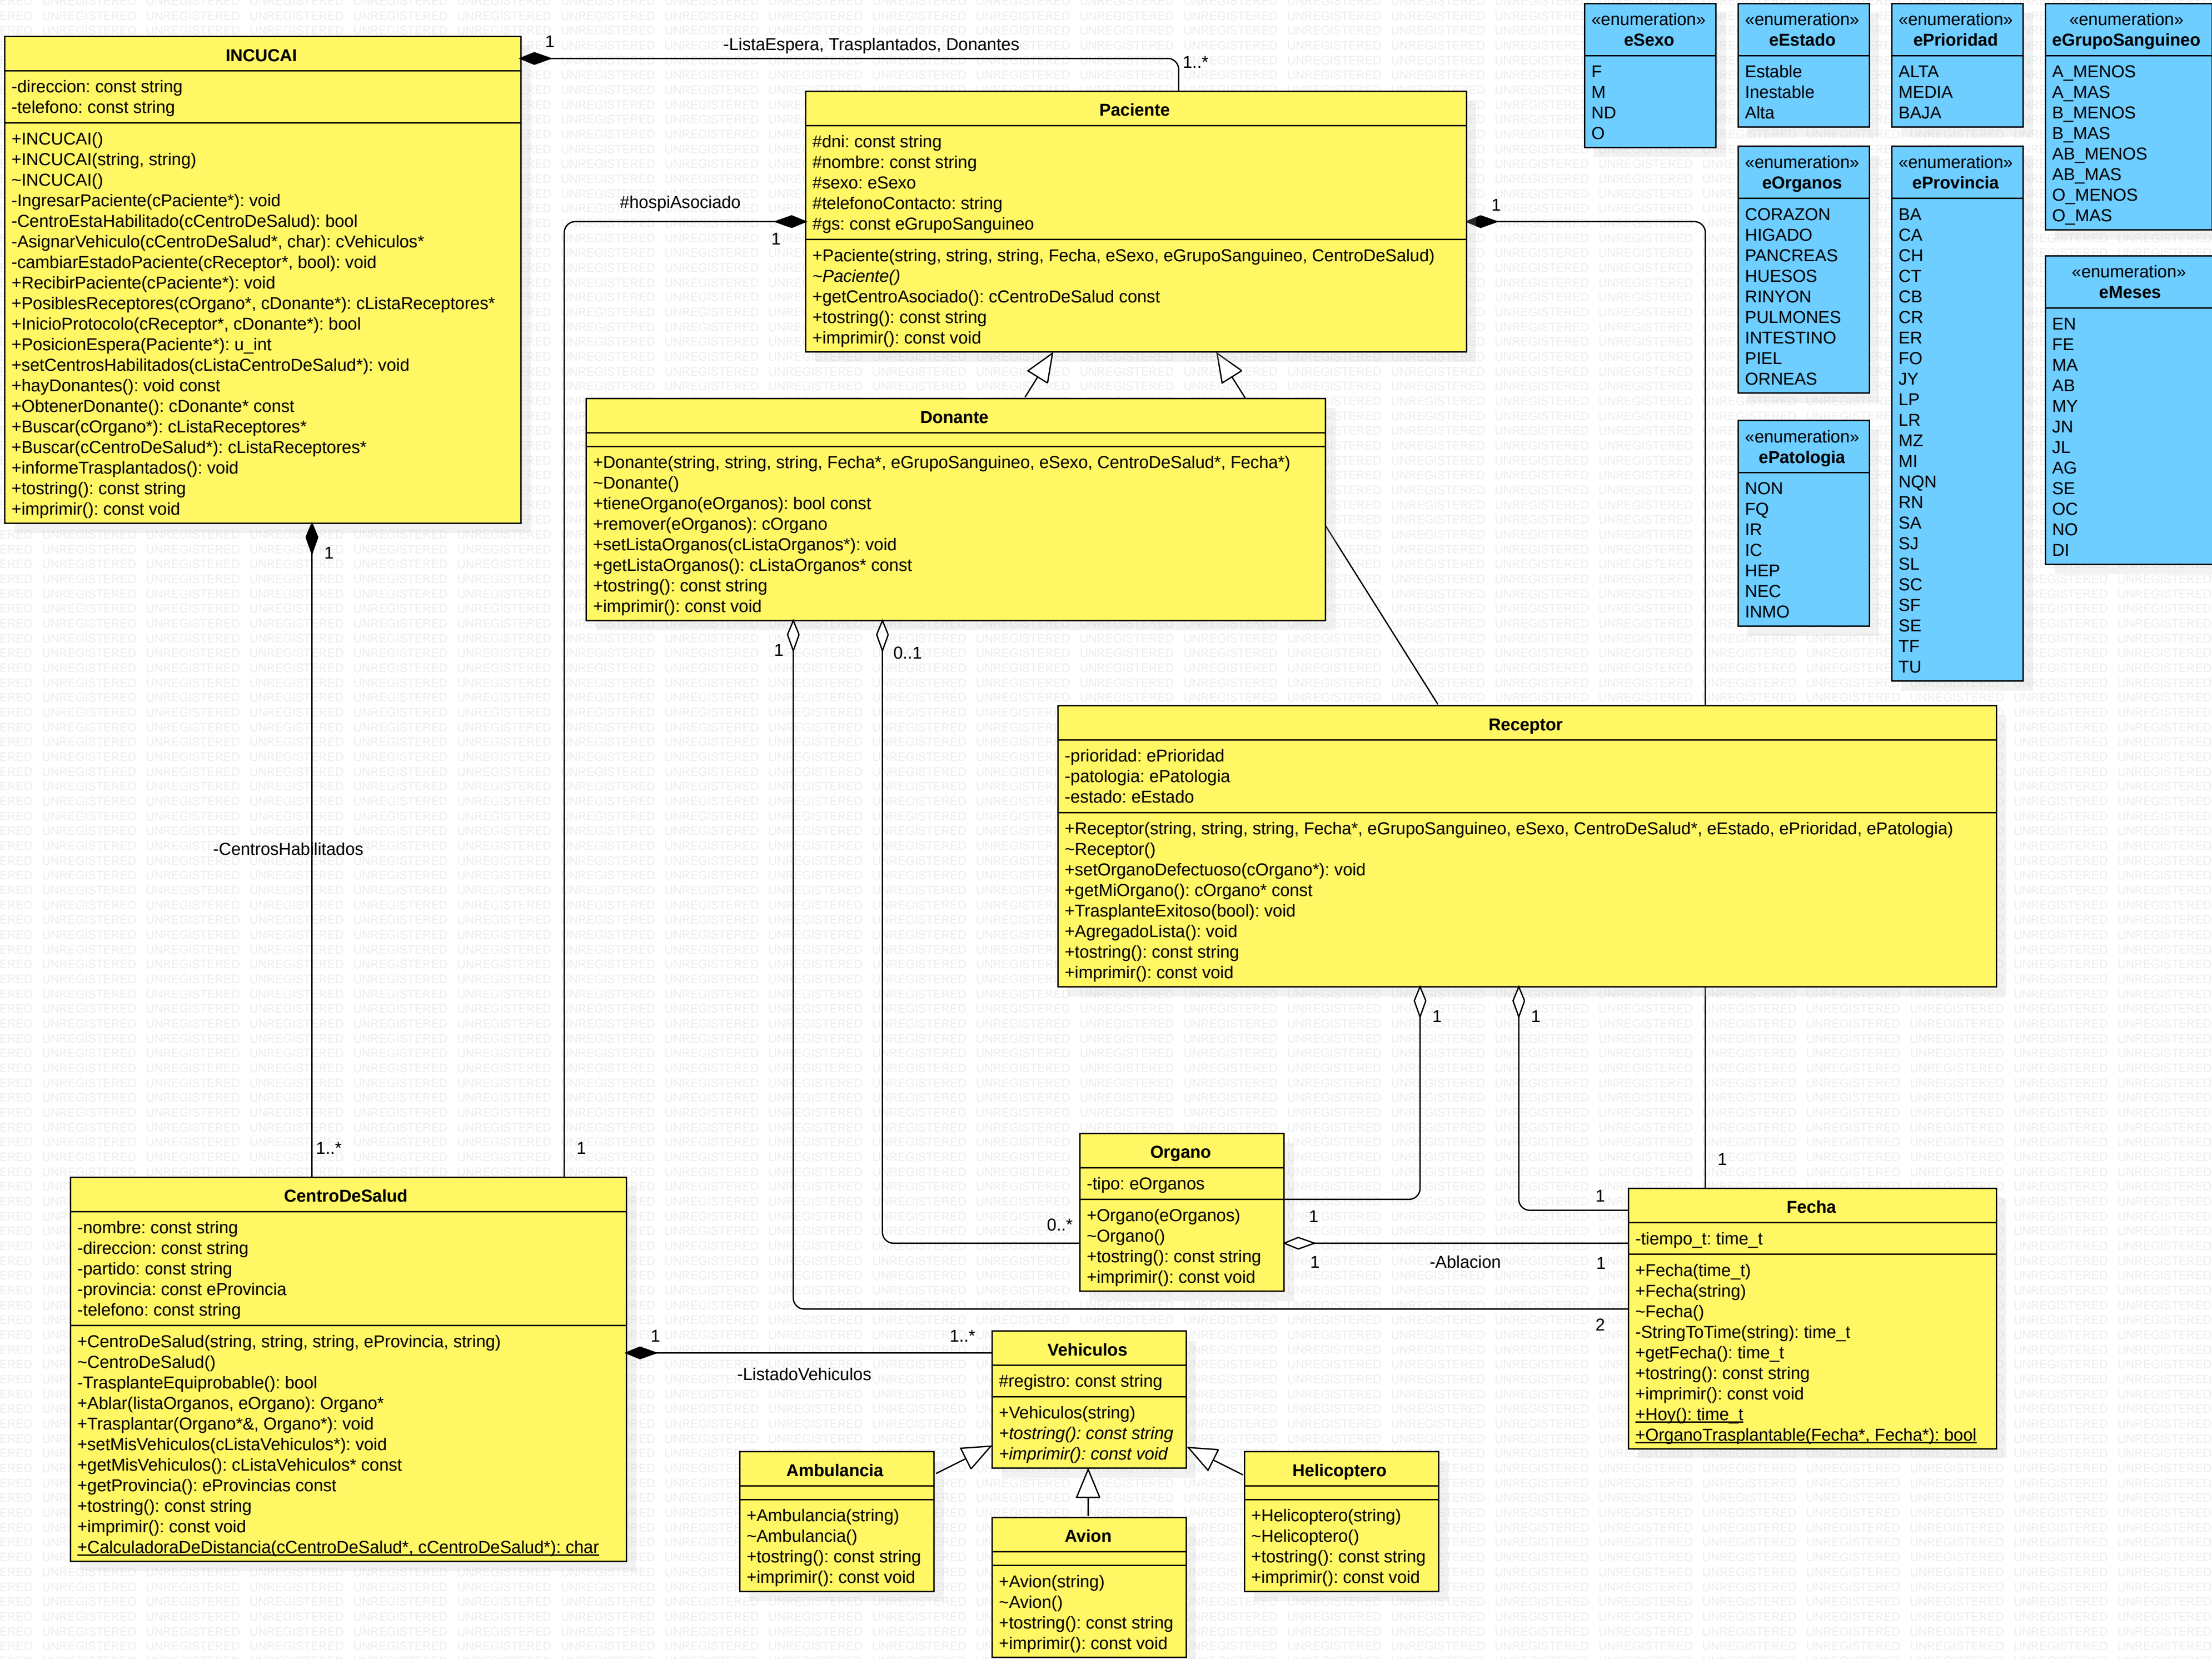 INCUCAI
-direccion: const string
-telefono: const string
+INCUCAI()
+INCUCAI(string, string)
~INCUCAI()
-IngresarPaciente(cPaciente*): void
-CentroEstaHabilitado(cCentroDeSalud): bool
-AsignarVehiculo(cCentroDeSalud*, char): cVehiculos*
-cambiarEstadoPaciente(cReceptor*, bool): void
+RecibirPaciente(cPaciente*): void
+PosiblesReceptores(cOrgano*, cDonante*): cListaReceptores*
+InicioProtocolo(cReceptor*, cDonante*): bool
+PosicionEspera(Paciente*): u_int
+setCentrosHabilitados(cListaCentroDeSalud*): void
+hayDonantes(): void const
+ObtenerDonante(): cDonante* const
+Buscar(cOrgano*): cListaReceptores*
+Buscar(cCentroDeSalud*): cListaReceptores*
+informeTrasplantados(): void
+tostring(): const string
+imprimir(): const void
1
-ListaEspera, Trasplantados, Donantes
1..*
Paciente
#dni: const string
#nombre: const string
#sexo: eSexo
#telefonoContacto: string
#gs: const eGrupoSanguineo
+Paciente(string, string, string, Fecha, eSexo, eGrupoSanguineo, CentroDeSalud)
~Paciente()
+getCentroAsociado(): cCentroDeSalud const
+tostring(): const string
+imprimir(): const void
#hospiAsociado
1
1
«enumeration»
eSexo
F
M
ND
O
«enumeration»
eEstado
Estable
Inestable
Alta
«enumeration»
ePrioridad
ALTA
MEDIA
BAJA
«enumeration»
eGrupoSanguineo
A_MENOS
A_MAS
B_MENOS
B_MAS
AB_MENOS
AB_MAS
O_MENOS
O_MAS
«enumeration»
eOrganos
CORAZON
HIGADO
PANCREAS
HUESOS
RINYON
PULMONES
INTESTINO
PIEL
ORNEAS
«enumeration»
eProvincia
BA
CA
CH
CT
CB
CR
ER
FO
JY
LP
LR
MZ
MI
NQN
RN
SA
SJ
SL
SC
SF
SE
TF
TU
«enumeration»
eMeses
EN
FE
MA
AB
MY
JN
JL
AG
SE
OC
NO
DI
«enumeration»
ePatologia
NON
FQ
IR
IC
HEP
NEC
INMO
Donante
+Donante(string, string, string, Fecha*, eGrupoSanguineo, eSexo, CentroDeSalud*, Fecha*)
~Donante()
+tieneOrgano(eOrganos): bool const
+remover(eOrganos): cOrgano
+setListaOrganos(cListaOrganos*): void
+getListaOrganos(): cListaOrganos* const
+tostring(): const string
+imprimir(): const void
1
1
0..1
Receptor
-prioridad: ePrioridad
-patologia: ePatologia
-estado: eEstado
+Receptor(string, string, string, Fecha*, eGrupoSanguineo, eSexo, CentroDeSalud*, eEstado, ePrioridad, ePatologia)
~Receptor()
+setOrganoDefectuoso(cOrgano*): void
+getMiOrgano(): cOrgano* const
+TrasplanteExitoso(bool): void
+AgregadoLista(): void
+tostring(): const string
+imprimir(): const void
-CentrosHabilitados
1
1
1..*
1
Organo
-tipo: eOrganos
+Organo(eOrganos)
~Organo()
+tostring(): const string
+imprimir(): const void
0..*
1
1
-Ablacion
1
1
1
2
Fecha
-tiempo_t: time_t
+Fecha(time_t)
+Fecha(string)
~Fecha()
-StringToTime(string): time_t
+getFecha(): time_t
+tostring(): const string
+imprimir(): const void
+Hoy(): time_t
+OrganoTrasplantable(Fecha*, Fecha*): bool
CentroDeSalud
-nombre: const string
-direccion: const string
-partido: const string
-provincia: const eProvincia
-telefono: const string
+CentroDeSalud(string, string, string, eProvincia, string)
~CentroDeSalud()
-TrasplanteEquiprobable(): bool
+Ablar(listaOrganos, eOrgano): Organo*
+Trasplantar(Organo*&, Organo*): void
+setMisVehiculos(cListaVehiculos*): void
+getMisVehiculos(): cListaVehiculos* const
+getProvincia(): eProvincias const
+tostring(): const string
+imprimir(): const void
+CalculadoraDeDistancia(cCentroDeSalud*, cCentroDeSalud*): char
1
1..*
-ListadoVehiculos
Vehiculos
#registro: const string
+Vehiculos(string)
+tostring(): const string
+imprimir(): const void
Ambulancia
+Ambulancia(string)
~Ambulancia()
+tostring(): const string
+imprimir(): const void
Avion
+Avion(string)
~Avion()
+tostring(): const string
+imprimir(): const void
Helicoptero
+Helicoptero(string)
~Helicoptero()
+tostring(): const string
+imprimir(): const void
UNREGISTERED